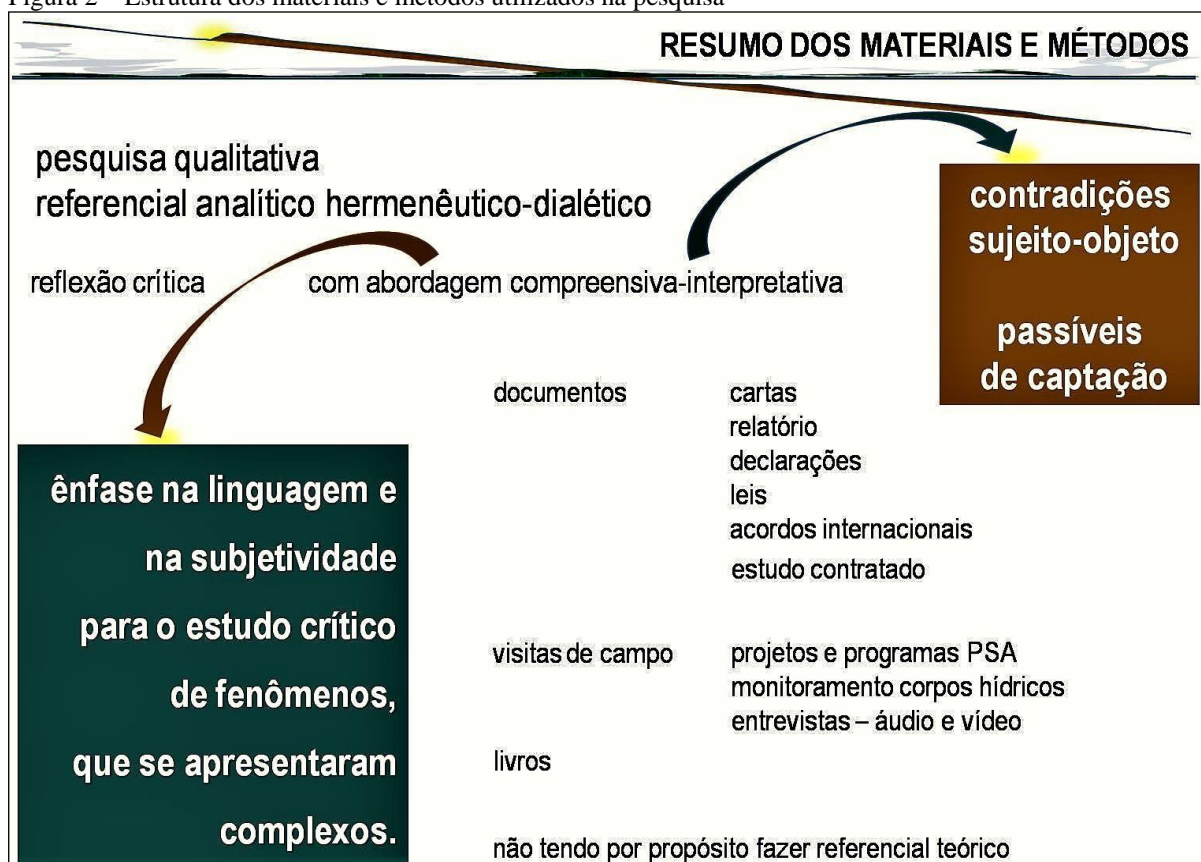 Figura 2 – Estrutura dos materiais e métodos utilizados na pesquisa
RESUMO DOS MATERIAIS E MÉTODOS
pesquisa qualitativa
referencial analítico hermenêutico-dialético
reflexão crítica
com abordagem compreensiva-interpretativa
contradições
sujeito-objeto
passíveis
de captação
ênfase na linguagem e
na subjetividade
para o estudo crítico
de fenômenos,
que se apresentaram
complexos.
documentos
cartas
relatório
declarações
leis
acordos internacionais
estudo contratado
visitas de campo
projetos e programas PSA
monitoramento corpos hídricos
entrevistas – áudio e vídeo
livros
não tendo por propósito fazer referencial teórico